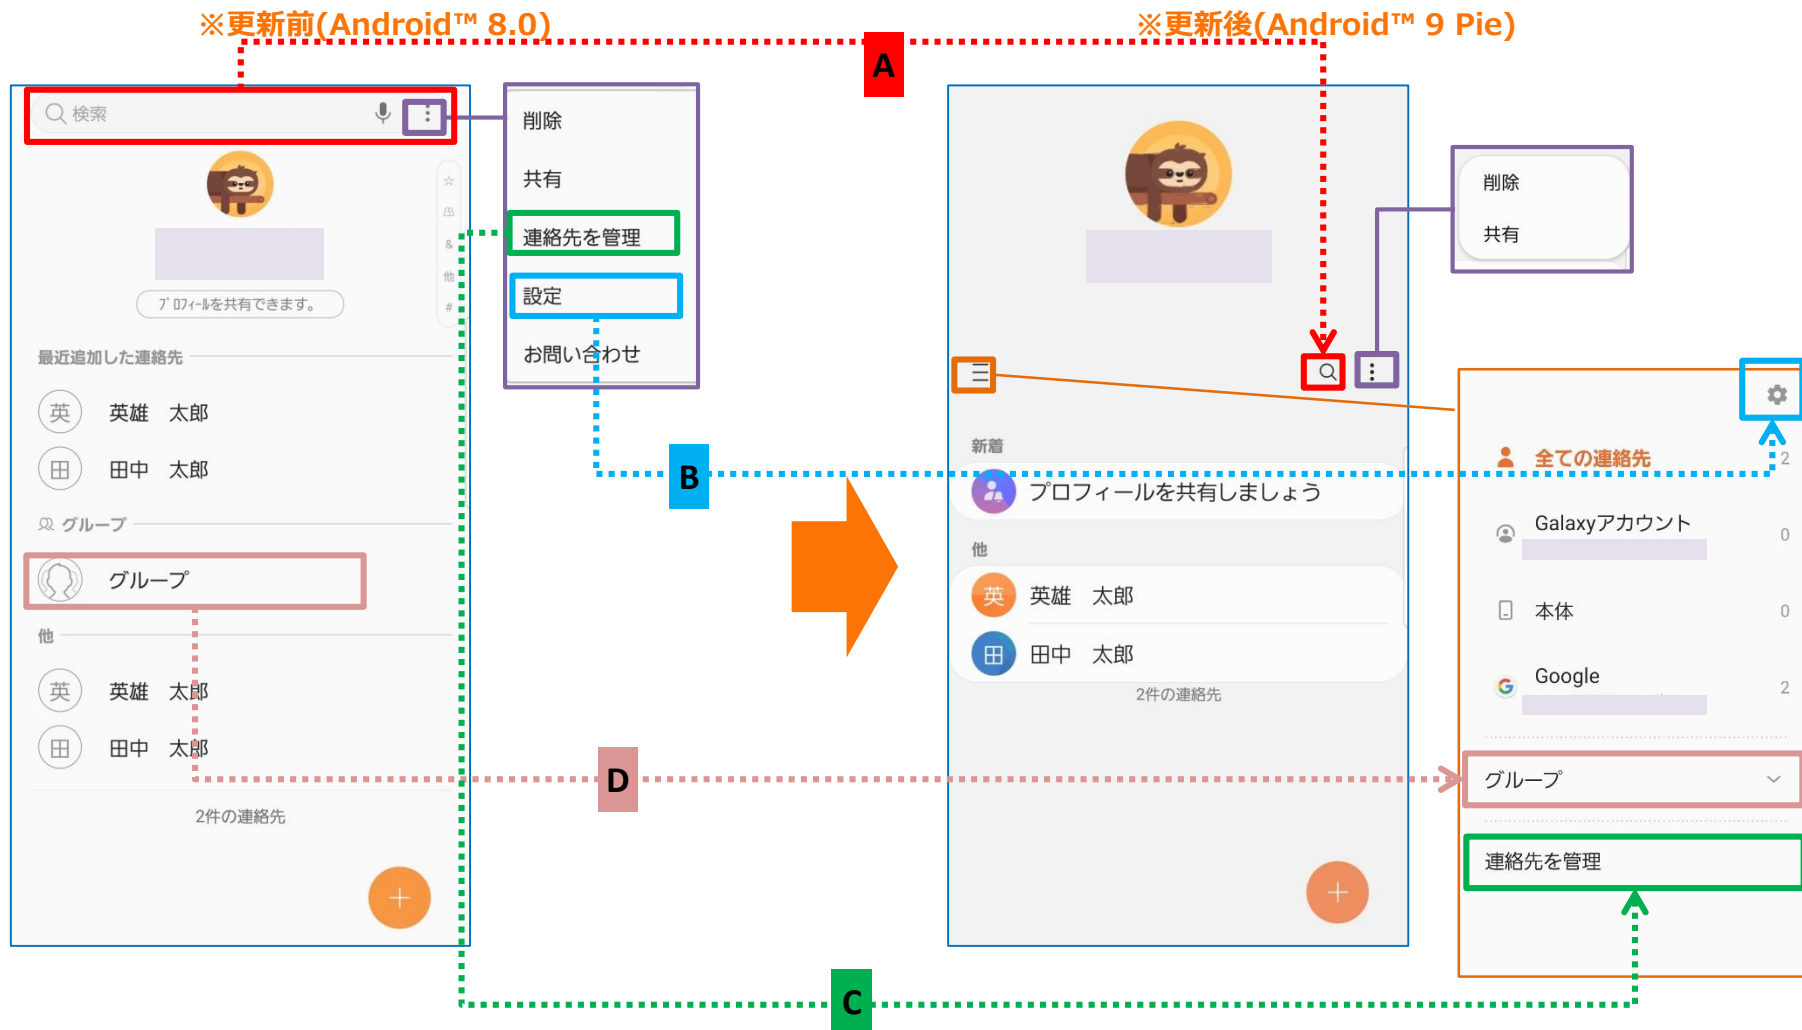 ※更新前(Android™ 8.0)
※更新後(Android™ 9 Pie)
A
検索
削除
共有
連絡先を管理
設定
お問い合わせ
☆
&
他
#
ﾌﾟﾛﾌｨｰﾙを共有できます。
最近追加した連絡先
英 英雄　太郎
田 田中　太郎
グループ
グループ
他
英 英雄　太郎
田 田中　太郎
2件の連絡先
+
B
D
C
削除
共有
新着
プロフィールを共有しましょう
他
英 英雄　太郎
田 田中　太郎
2件の連絡先
+
全ての連絡先 2
Galaxyアカウント 0
本体 0
G Google 2
グループ
連絡先を管理